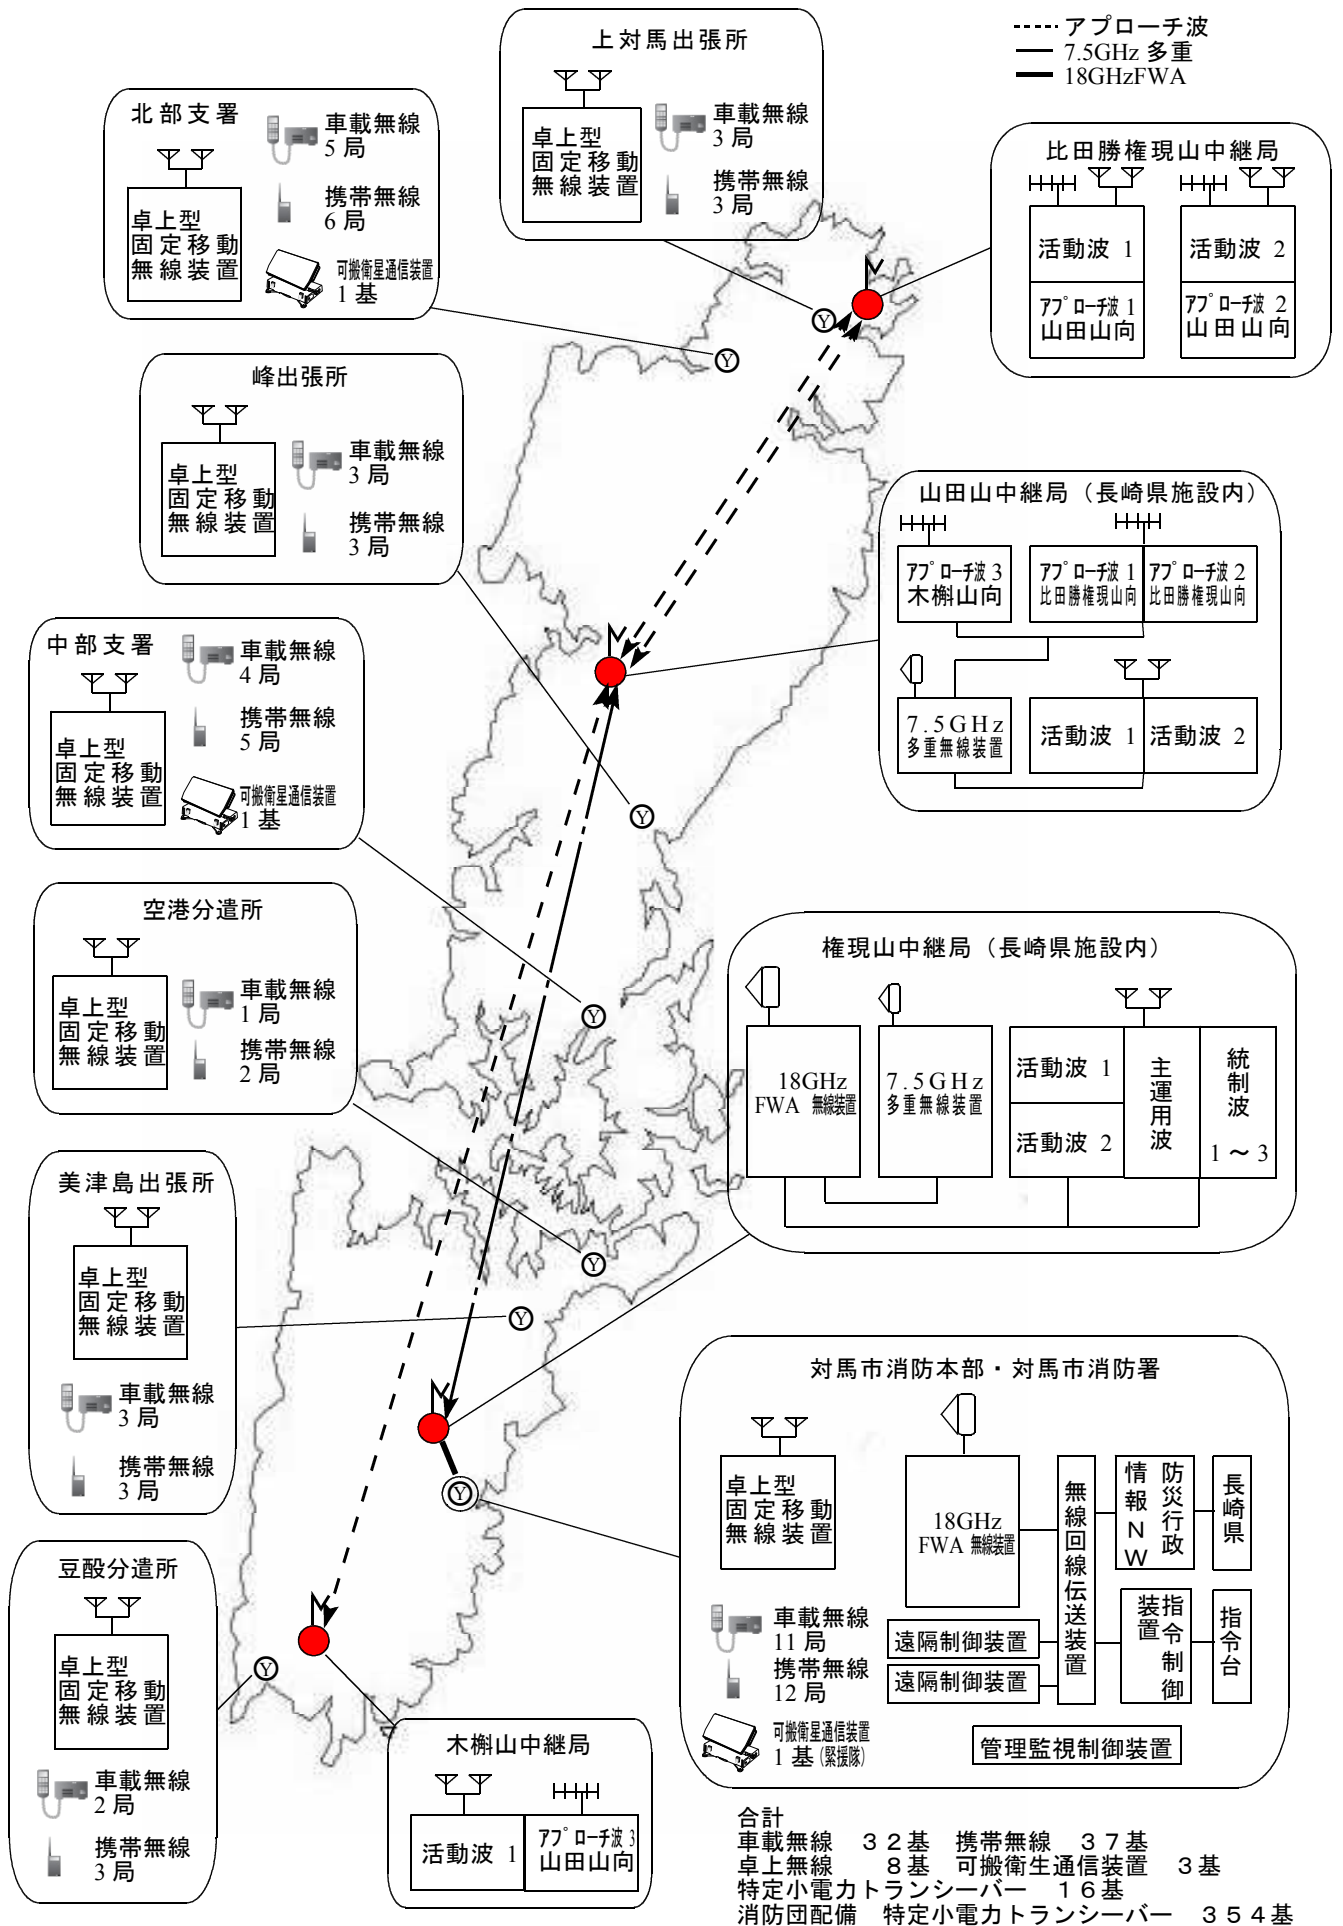 アプローチ波
7.5GHz 多重
18GHzFWA
上対馬出張所
卓上型
固定移動
無線装置
車載無線
3 局
携帯無線
3 局
北部支署
卓上型
固定移動
無線装置
車載無線
5 局
携帯無線
6 局
可搬衛星通信装置
1 基
比田勝権現山中継局
活動波 1
アプローチ波 1
山田山向
活動波 2
アプローチ波 2
山田山向
峰出張所
卓上型
固定移動
無線装置
車載無線
3 局
携帯無線
3 局
山田山中継局（長崎県施設内）
アプローチ波 3
木槲山向
アプローチ波 1
比田勝権現山向
アプローチ波 2
比田勝権現山向
7.5GHz
多重無線装置
活動波 1
活動波 2
中部支署
卓上型
固定移動
無線装置
車載無線
4 局
携帯無線
5 局
可搬衛星通信装置
1 基
空港分遣所
卓上型
固定移動
無線装置
車載無線
1 局
携帯無線
2 局
権現山中継局（長崎県施設内）
18GHz
FWA 無線装置
7.5GHz
多重無線装置
活動波 1
活動波 2
主運用波
統制波
1～3
美津島出張所
卓上型
固定移動
無線装置
車載無線
3 局
携帯無線
3 局
対馬市消防本部・対馬市消防署
卓上型
固定移動
無線装置
車載無線
11 局
携帯無線
12 局
可搬衛星通信装置
1 基（緊援隊）
18GHz
FWA 無線装置
遠隔制御装置
遠隔制御装置
無線回線伝送装置
防災行政
情報NW
長崎県
指令制御
装置
指令台
管理監視制御装置
豆酘分遣所
卓上型
固定移動
無線装置
車載無線
2 局
携帯無線
3 局
木槲山中継局
活動波 1
アプローチ波 3
山田山向
Y
Y
Y
Y
Y
Y
Y
Y
合計
車載無線　３２基　携帯無線　３７基
卓上無線　　８基　可搬衛生通信装置　３基
特定小電力トランシーバー　１６基
消防団配備　特定小電力トランシーバー　３５４基